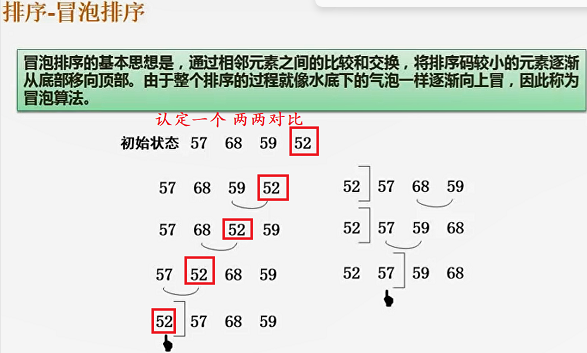 排序-冒泡排序
冒泡排序的基本思想是，通过相邻元素之间的比较和交换，将排序码较小的元素逐渐
从底部移向顶部。由于整个排序的过程就像水底下的气泡一样逐渐向上冒，因此称为
冒泡算法。
认定一个 两两对比
初始状态 57 68 59 52
57 68 59 52
57 68 52 59
57 52 68 59
52 57 68 59
52 57 68 59
52 57 59 68
52 57 59 68